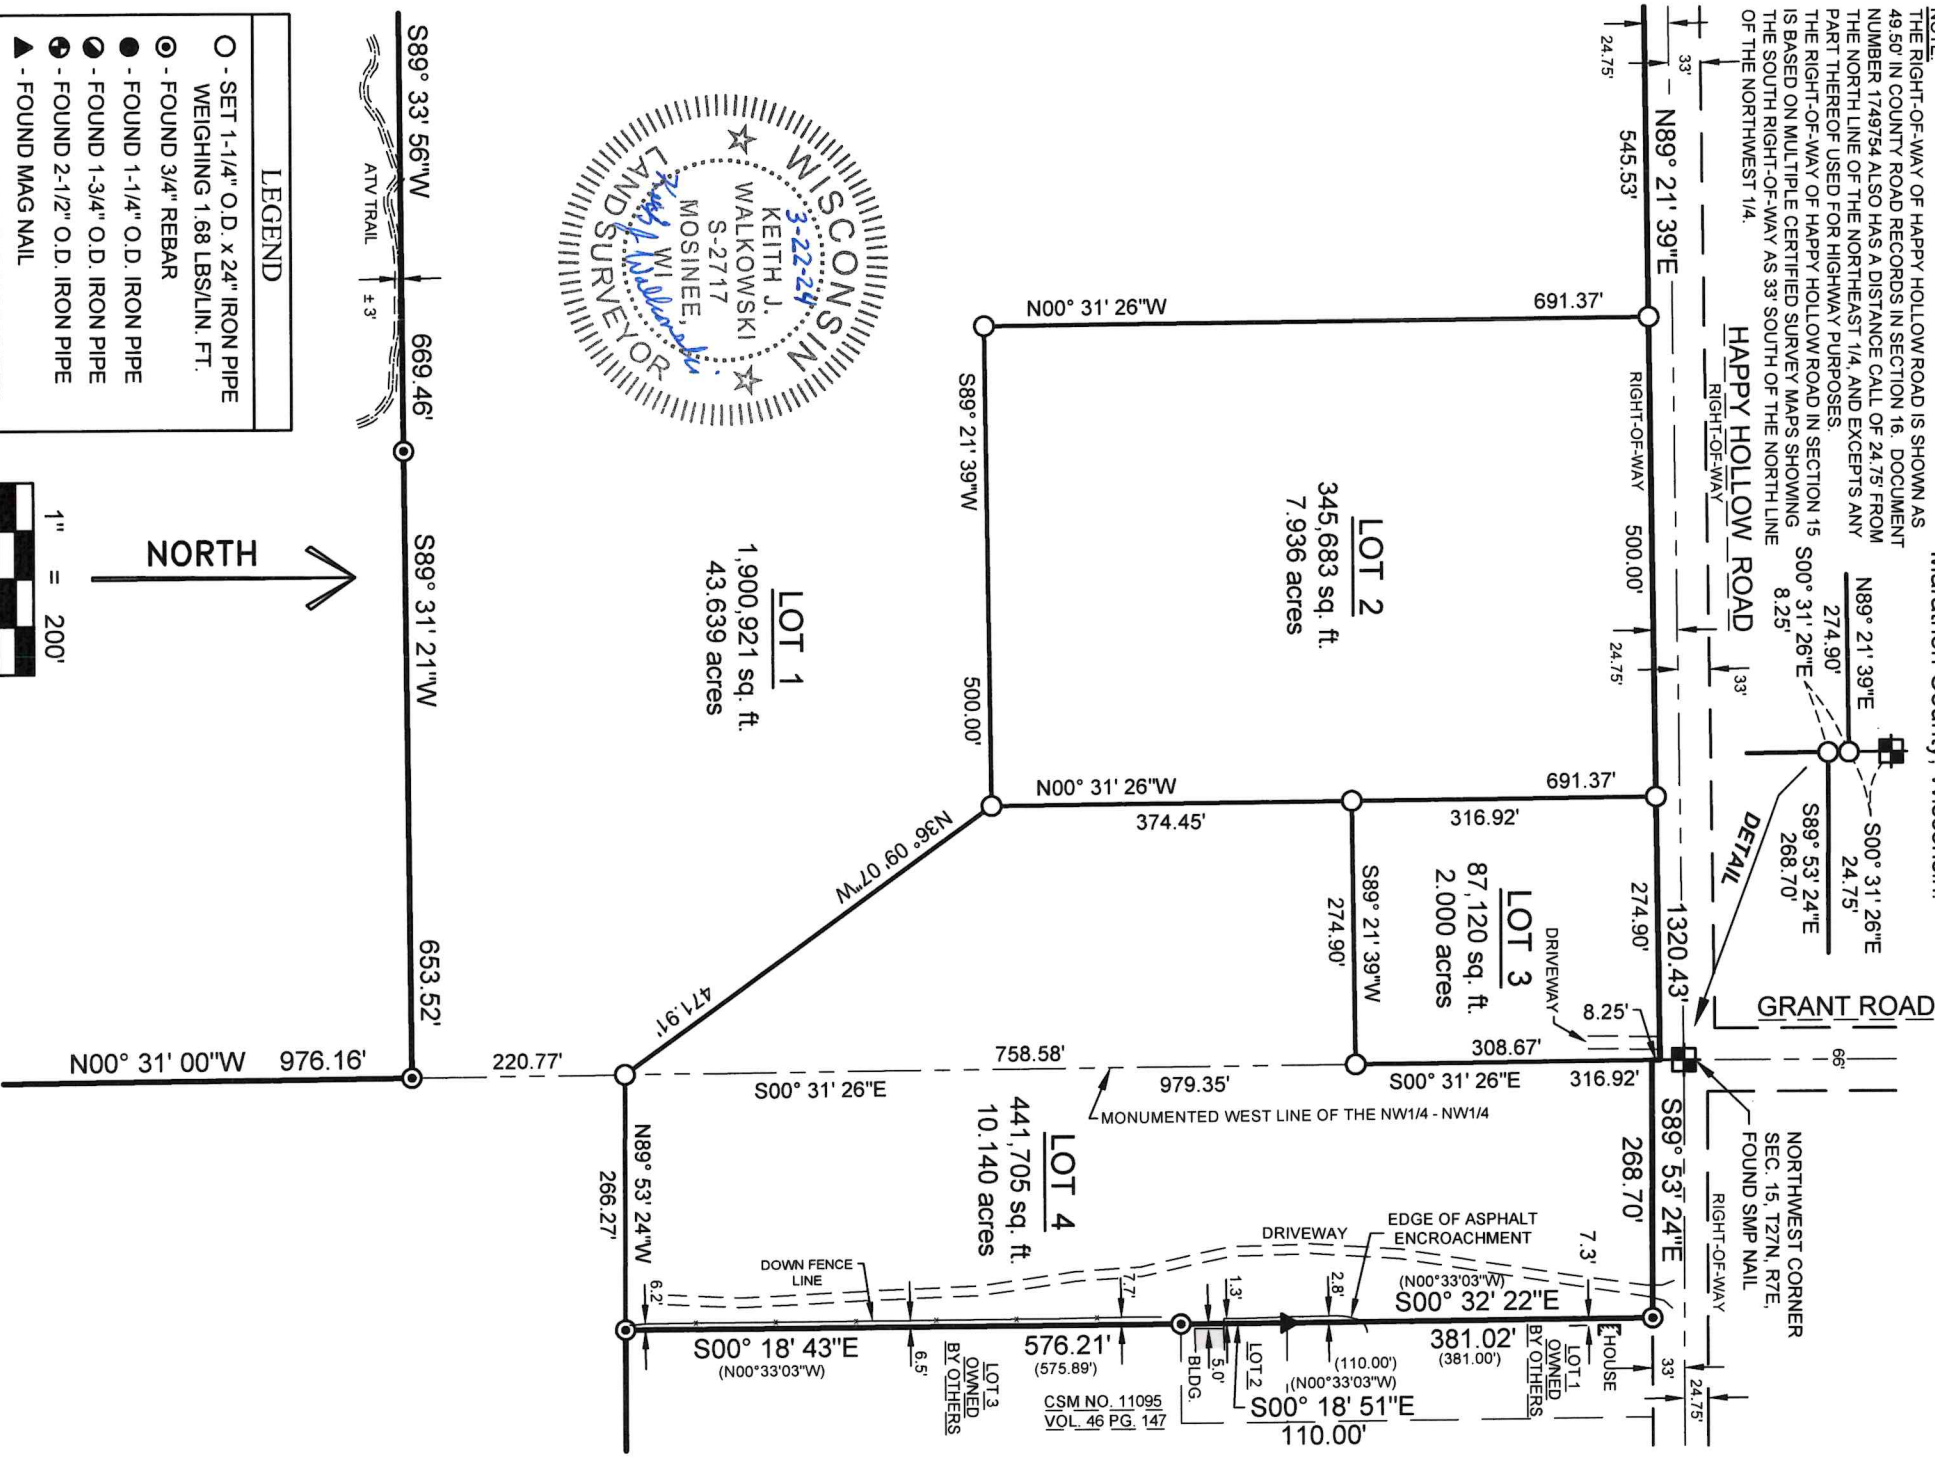 NOTE:
THE RIGHT-OF-WAY OF HAPPY HOLLOW ROAD IS SHOWN AS
49.50' IN COUNTY ROAD RECORDS IN SECTION 16. DOCUMENT
NUMBER 1749754 ALSO HAS A DISTANCE CALL OF 24.75' FROM
THE NORTH LINE OF THE NORTHEAST 1/4, AND EXCEPTS ANY
PART THEREOF USED FOR HIGHWAY PURPOSES.
THE RIGHT-OF-WAY OF HAPPY HOLLOW ROAD IN SECTION 15
IS BASED ON MULTIPLE CERTIFIED SURVEY MAPS SHOWING
THE SOUTH RIGHT-OF-WAY AS 33' SOUTH OF THE NORTH LINE
OF THE NORTHWEST 1/4.
N89° 21' 39"E
274.90'
S00° 31' 26"E
8.25'
S00° 31' 26"E
24.75'
S89° 53' 24"E
268.70'
DETAIL
GRANT ROAD
66'
NORTHWEST CORNER
SEC. 15, T27N, R7E,
FOUND SMP NAIL
HAPPY HOLLOW ROAD
RIGHT-OF-WAY
RIGHT-OF-WAY
33'
24.75'
N89° 21' 39"E
1320.43'
545.53'
RIGHT-OF-WAY
500.00'
33'
24.75'
274.90'
S89° 53' 24"E
268.70'
33'
24.75'
691.37'
N00° 31' 26"W
LOT 2
345,683 sq. ft.
7.936 acres
S89° 21' 39"W
500.00'
691.37'
316.92'
N00° 31' 26"W
374.45'
LOT 3
87,120 sq. ft.
2.000 acres
DRIVEWAY
8.25'
S89° 21' 39"W
274.90'
308.67'
S00° 31' 26"E
316.92'
N36° 09' 07"W
471.91'
758.58'
979.35'
S00° 31' 26"E
220.77'
MONUMENTED WEST LINE OF THE NW1/4 - NW1/4
LOT 4
441,705 sq. ft.
10.140 acres
DRIVEWAY
EDGE OF ASPHALT
ENCROACHMENT
7.3'
HOUSE
(N00°33'03"W)
S00° 32' 22"E
381.02'
(381.00')
LOT 1
OWNED
BY OTHERS
2.8'
1.3'
(110.00')
(N00°33'03"W)
S00° 18' 51"E
110.00'
LOT 2
5.0'
BLDG.
7.7'
576.21'
(575.89')
CSM NO. 11095
VOL. 46 PG. 147
LOT 3
OWNED
BY OTHERS
DOWN FENCE
LINE
6.5'
6.2'
S00° 18' 43"E
(N00°33'03"W)
N89° 53' 24"W
266.27'
LOT 1
1,900,921 sq. ft.
43.639 acres
WISCONSIN
3-22-24
KEITH J.
WALKOWSKI
S-2717
MOSINEE,
WI
Keith J Walkowski
LAND SURVEYOR
S89° 33' 56"W
669.46'
ATV TRAIL
±3'
S89° 31' 21"W
653.52'
N00° 31' 00"W 976.16'
NORTH
1" = 200'
LEGEND
- SET 1-1/4" O.D. x 24" IRON PIPE
WEIGHING 1.68 LBS/LIN. FT.
- FOUND 3/4" REBAR
- FOUND 1-1/4" O.D. IRON PIPE
- FOUND 1-3/4" O.D. IRON PIPE
- FOUND 2-1/2" O.D. IRON PIPE
- FOUND MAG NAIL